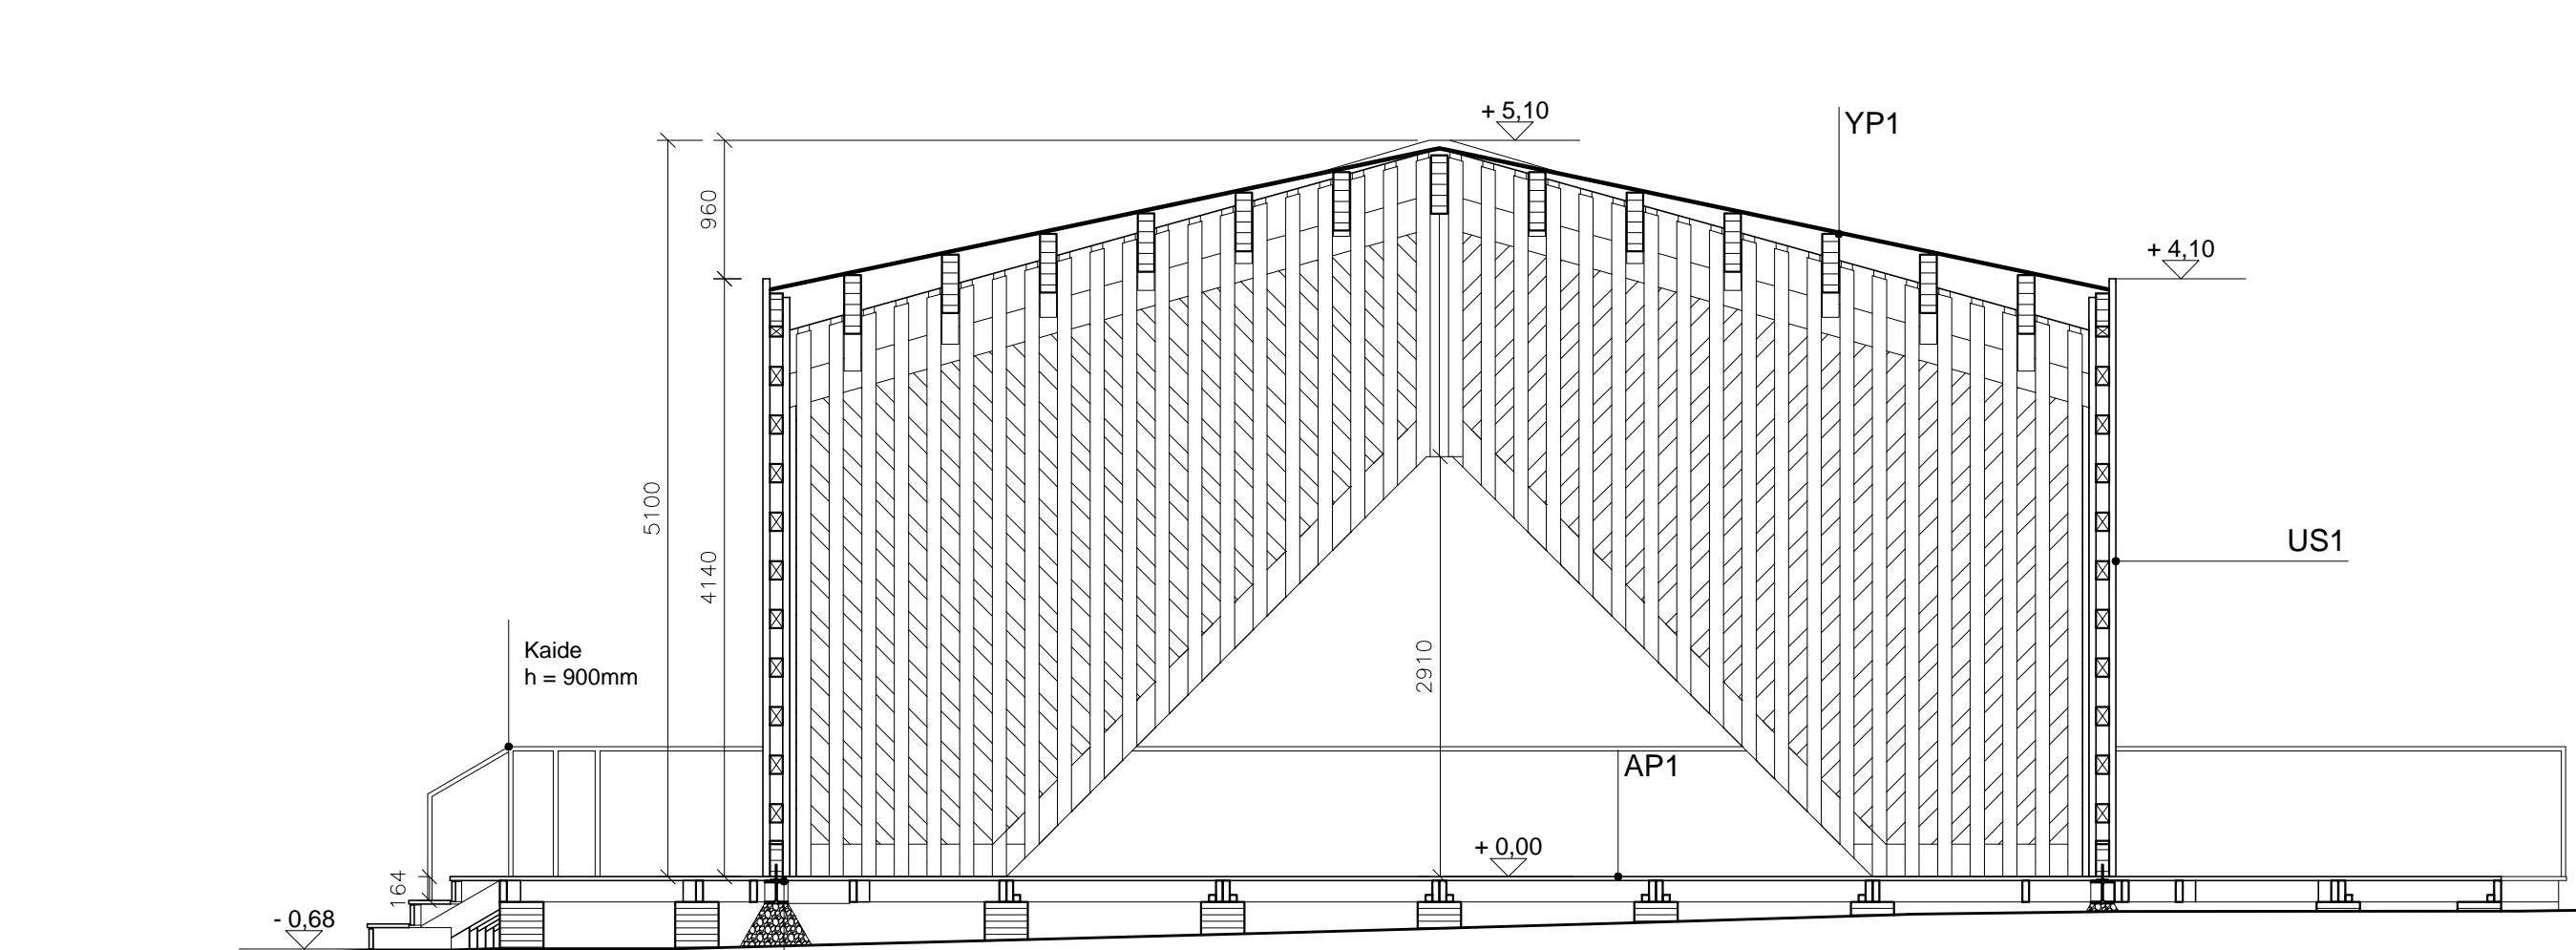 + 5,10
YP1
960
+ 4,10
5100
4140
US1
Kaide
h = 900mm
2910
AP1
+ 0,00
164
- 0,68